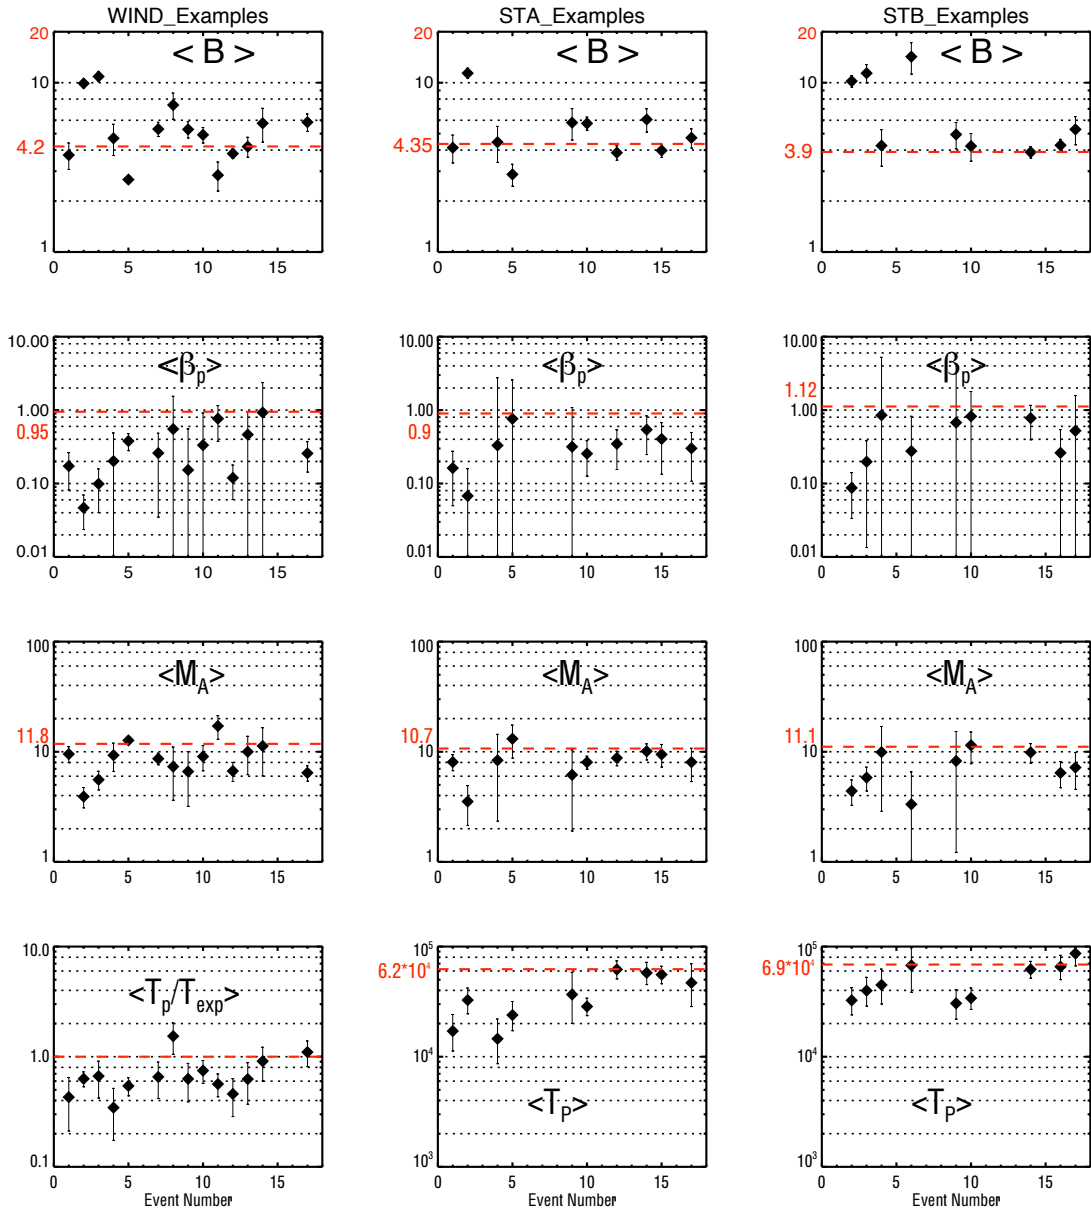 WIND_Examples STA_Examples STB_Examples
20 20 20
< B > < B > < B >
10 10 10
4.2 4.35 3.9
1 1 1
0 5 10 15 0 5 10 15 0 5 10 15
10.00 10.00 10.00
<βp> <βp> <βp>
1.12
1.00 1.00 1.00
0.95 0.9
0.10 0.10 0.10
0.01 0.01 0.01
0 5 10 15 0 5 10 15 0 5 10 15
100 100 100
<MA> <MA> <MA>
11.8 10.7 11.1
10 10 10
1 1 1
0 5 10 15 0 5 10 15 0 5 10 15
10.0 10^5 10^5
6.2*10^4 6.9*10^4
<Tp/Texp>
1.0 10^4 10^4
<TP> <TP>
0.1 10^3 10^3
0 5 10 15 0 5 10 15 0 5 10 15
Event Number Event Number Event Number